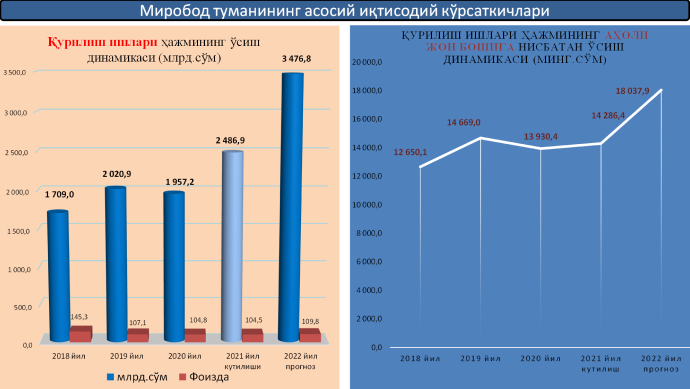 Миробод туманининг асосий иқтисодий кўрсаткичлари
Қурилиш ишлари ҳажмининг ўсиш
динамикаси (млрд.сўм)
3 476,8
3 500,0
3 000,0
2 486,9
2 500,0
2 020,9
1 957,2
2 000,0
1 709,0
1 500,0
1 000,0
500,0
0,0
145,3
107,1
104,8
104,5
109,8
2018 йил
2019 йил
2020 йил
2021 йил
кутилиши
2022 йил
прогноз
млрд.сўм
Фоизда
ҚУРИЛИШ ИШЛАРИ ҲАЖМИНИНГ АҲОЛИ
ЖОН БОШИГА НИСБАТАН ЎСИШ
ДИНАМИКАСИ (МИНГ.СЎМ)
20 000,0
18 000,0
16 000,0
14 000,0
12 000,0
10 000,0
8 000,0
6 000,0
4 000,0
2 000,0
0,0
12 650,1
14 669,0
13 930,4
14 286,4
18 037,9
2018 йил
2019 йил
2020 йил
2021 йил
кутилиш
2022 йил
прогноз